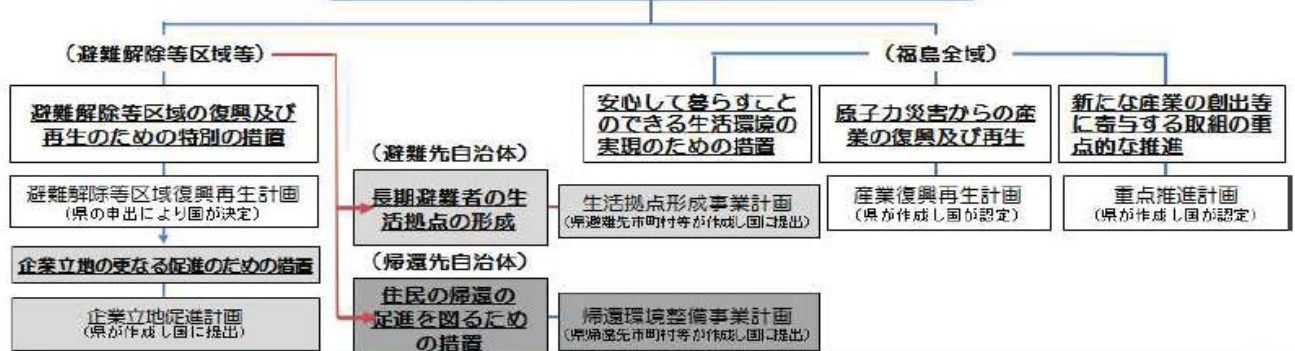 （避難解除等区域等）
（福島全域）
避難解除等区域の復興及び
再生のための特別の措置
避難解除等区域復興再生計画
（県の申出により国が決定）
企業立地の更なる促進のための措置
企業立地促進計画
（県が作成し国に提出）
（避難先自治体）
長期避難者の生
活拠点の形成
生活拠点形成事業計画
（県避難先市町村等が作成し国に提出）
（帰還先自治体）
住民の帰還の
促進を図るため
の措置
帰還環境整備事業計画
（県帰還先市町村等が作成し国に提出）
安心して暮らすこと
のできる生活環境の
実現のための措置
原子力災害からの産
業の復興及び再生
産業復興再生計画
（県が作成し国が認定）
新たな産業の創出等
に寄与する取組の重
点的な推進
重点推進計画
（県が作成し国が認定）